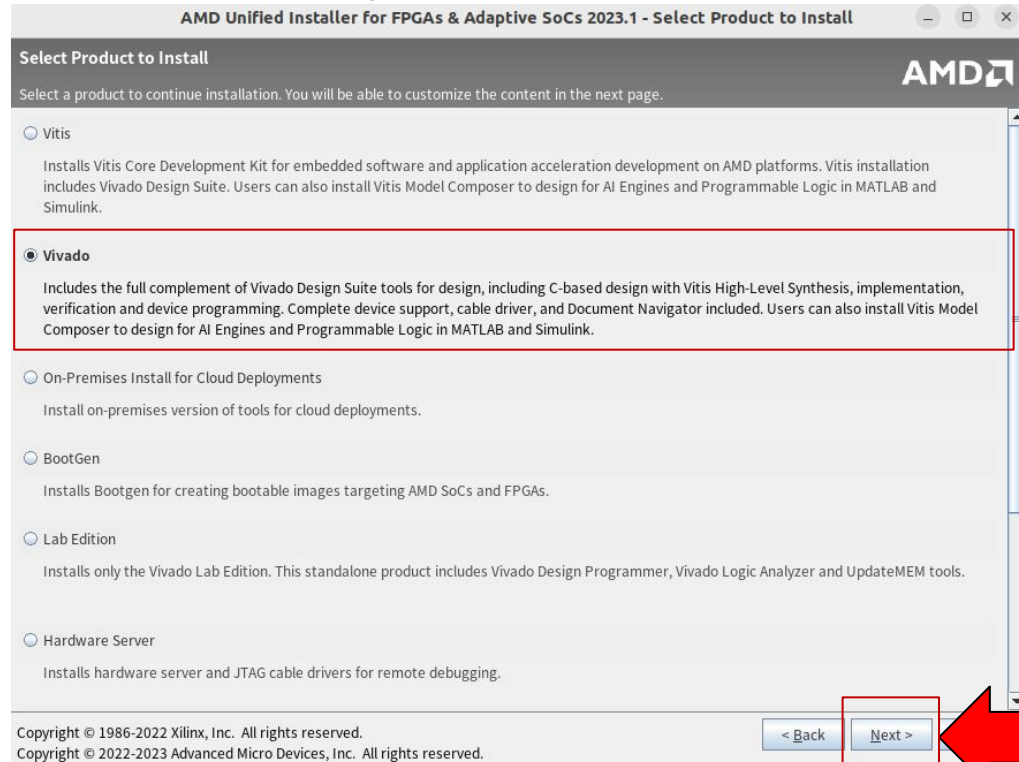 AMD Unified Installer for FPGAs & Adaptive SoCs 2023.1 - Select Product to Install
Select Product to Install
AMD
Select a product to continue installation. You will be able to customize the content in the next page.
Vitis
Installs Vitis Core Development Kit for embedded software and application acceleration development on AMD platforms. Vitis installation
includes Vivado Design Suite. Users can also install Vitis Model Composer to design for AI Engines and Programmable Logic in MATLAB and
Simulink.
Vivado
Includes the full complement of Vivado Design Suite tools for design, including C-based design with Vitis High-Level Synthesis, implementation,
verification and device programming. Complete device support, cable driver, and Document Navigator included. Users can also install Vitis Model
Composer to design for AI Engines and Programmable Logic in MATLAB and Simulink.
On-Premises Install for Cloud Deployments
Install on-premises version of tools for cloud deployments.
BootGen
Installs Bootgen for creating bootable images targeting AMD SoCs and FPGAs.
Lab Edition
Installs only the Vivado Lab Edition. This standalone product includes Vivado Design Programmer, Vivado Logic Analyzer and UpdateMEM tools.
Hardware Server
Installs hardware server and JTAG cable drivers for remote debugging.
Copyright © 1986-2022 Xilinx, Inc. All rights reserved.
Copyright © 2022-2023 Advanced Micro Devices, Inc. All rights reserved.
< Back
Next >